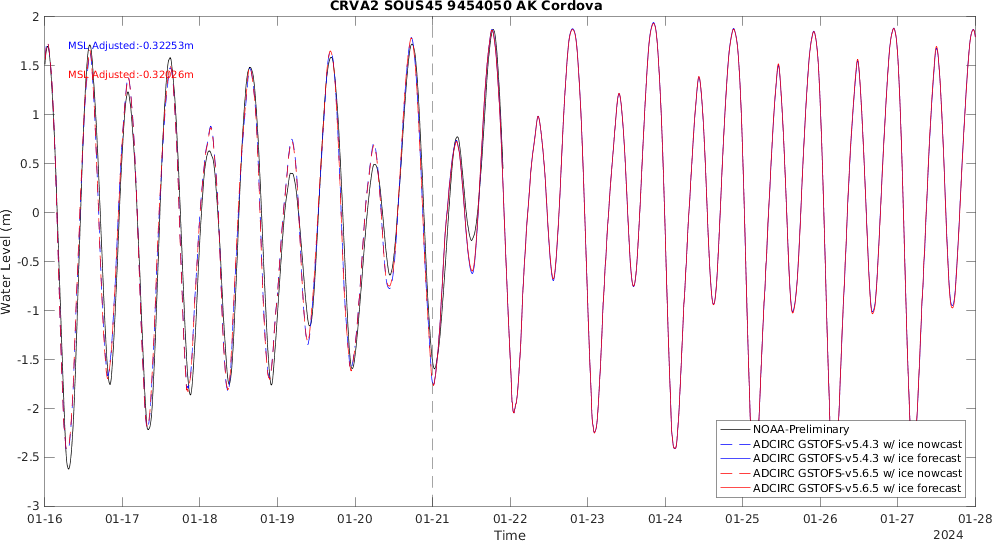 CRVA2 SOUS45 9454050 AK Cordova
MSL Adjusted:-0.32253m
MSL Adjusted:-0.32026m
2
1.5
1
0.5
0
-0.5
-1
-1.5
-2
-2.5
-3
Water Level (m)
NOAA-Preliminary
ADCIRC GSTOFS-v5.4.3 w/ ice nowcast
ADCIRC GSTOFS-v5.4.3 w/ ice forecast
ADCIRC GSTOFS-v5.6.5 w/ ice nowcast
ADCIRC GSTOFS-v5.6.5 w/ ice forecast
01-16 01-17 01-18 01-19 01-20 01-21 01-22 01-23 01-24 01-25 01-26 01-27 01-28
Time
2024